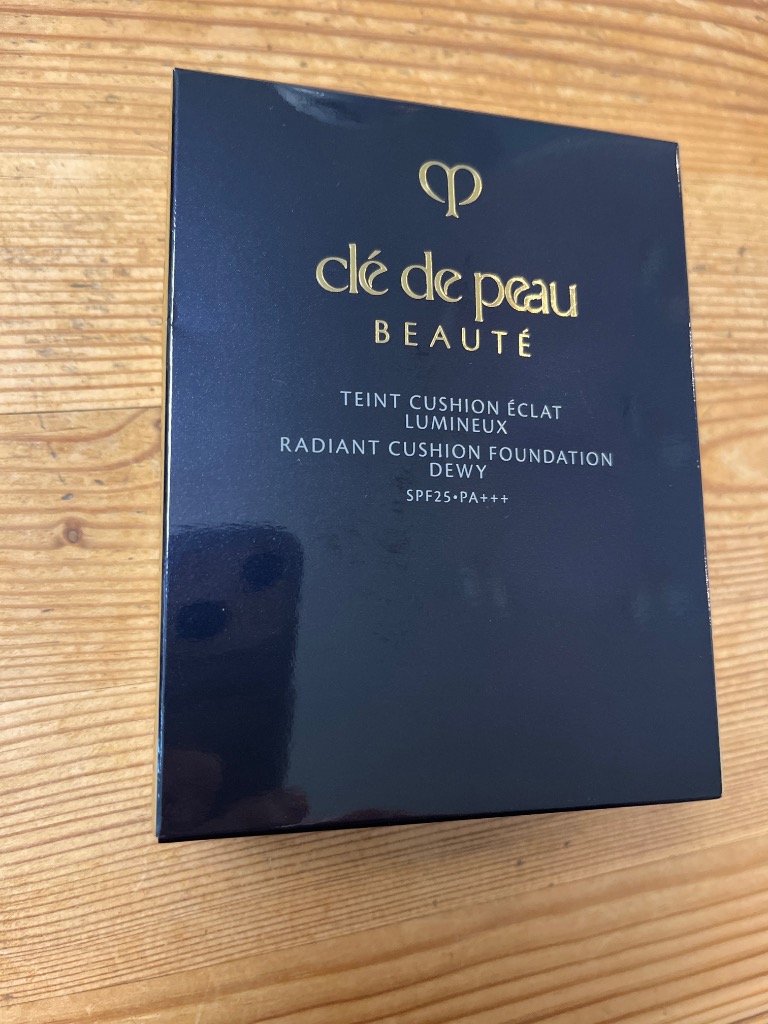 clé de peau
BEAUTÉ
TEINT CUSHION ÉCLAT
LUMINEUX
RADIANT CUSHION FOUNDATION
DEWY
SPF25•PA+++